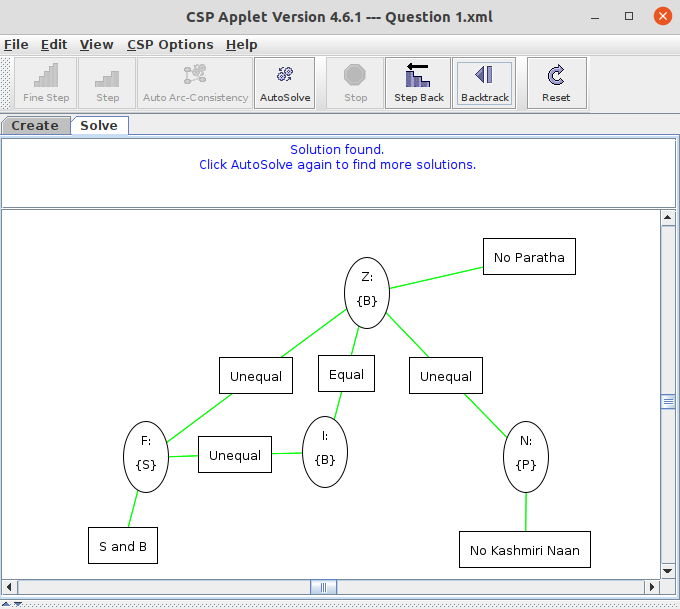 CSP Applet Version 4.6.1 --- Question 1.xml
File Edit View CSP Options Help
Fine Step Step Auto Arc-Consistency AutoSolve Stop Step Back Backtrack Reset
Create Solve
Solution found.
Click AutoSolve again to find more solutions.
No Paratha
Z:
{B}
Unequal Equal Unequal
F:
{S}
Unequal
I:
{B}
N:
{P}
S and B
No Kashmiri Naan